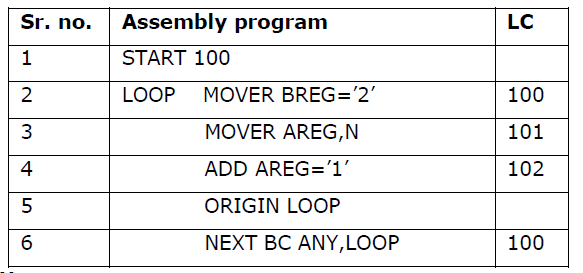 Sr. no. Assembly program LC
1 START 100
2 LOOP MOVER BREG=’2’ 100
3 MOVER AREG,N 101
4 ADD AREG=’1’ 102
5 ORIGIN LOOP
6 NEXT BC ANY,LOOP 100